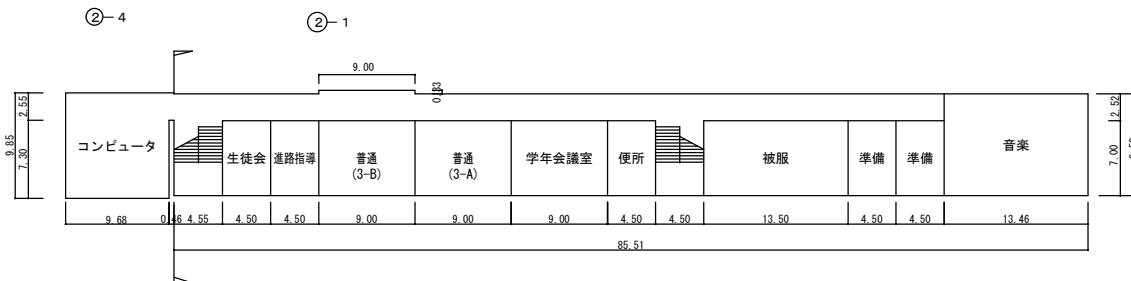 ②-4
②-1
9.00
0.33
2.55
7.30
9.85
2.52
7.00
コンピュータ
生徒会
進路指導
普通
(3-B)
普通
(3-A)
学年会議室
便所
被服
準備
準備
音楽
9.68
0.46
4.55
4.50
4.50
9.00
9.00
9.00
4.50
4.50
13.50
4.50
4.50
13.46
85.51